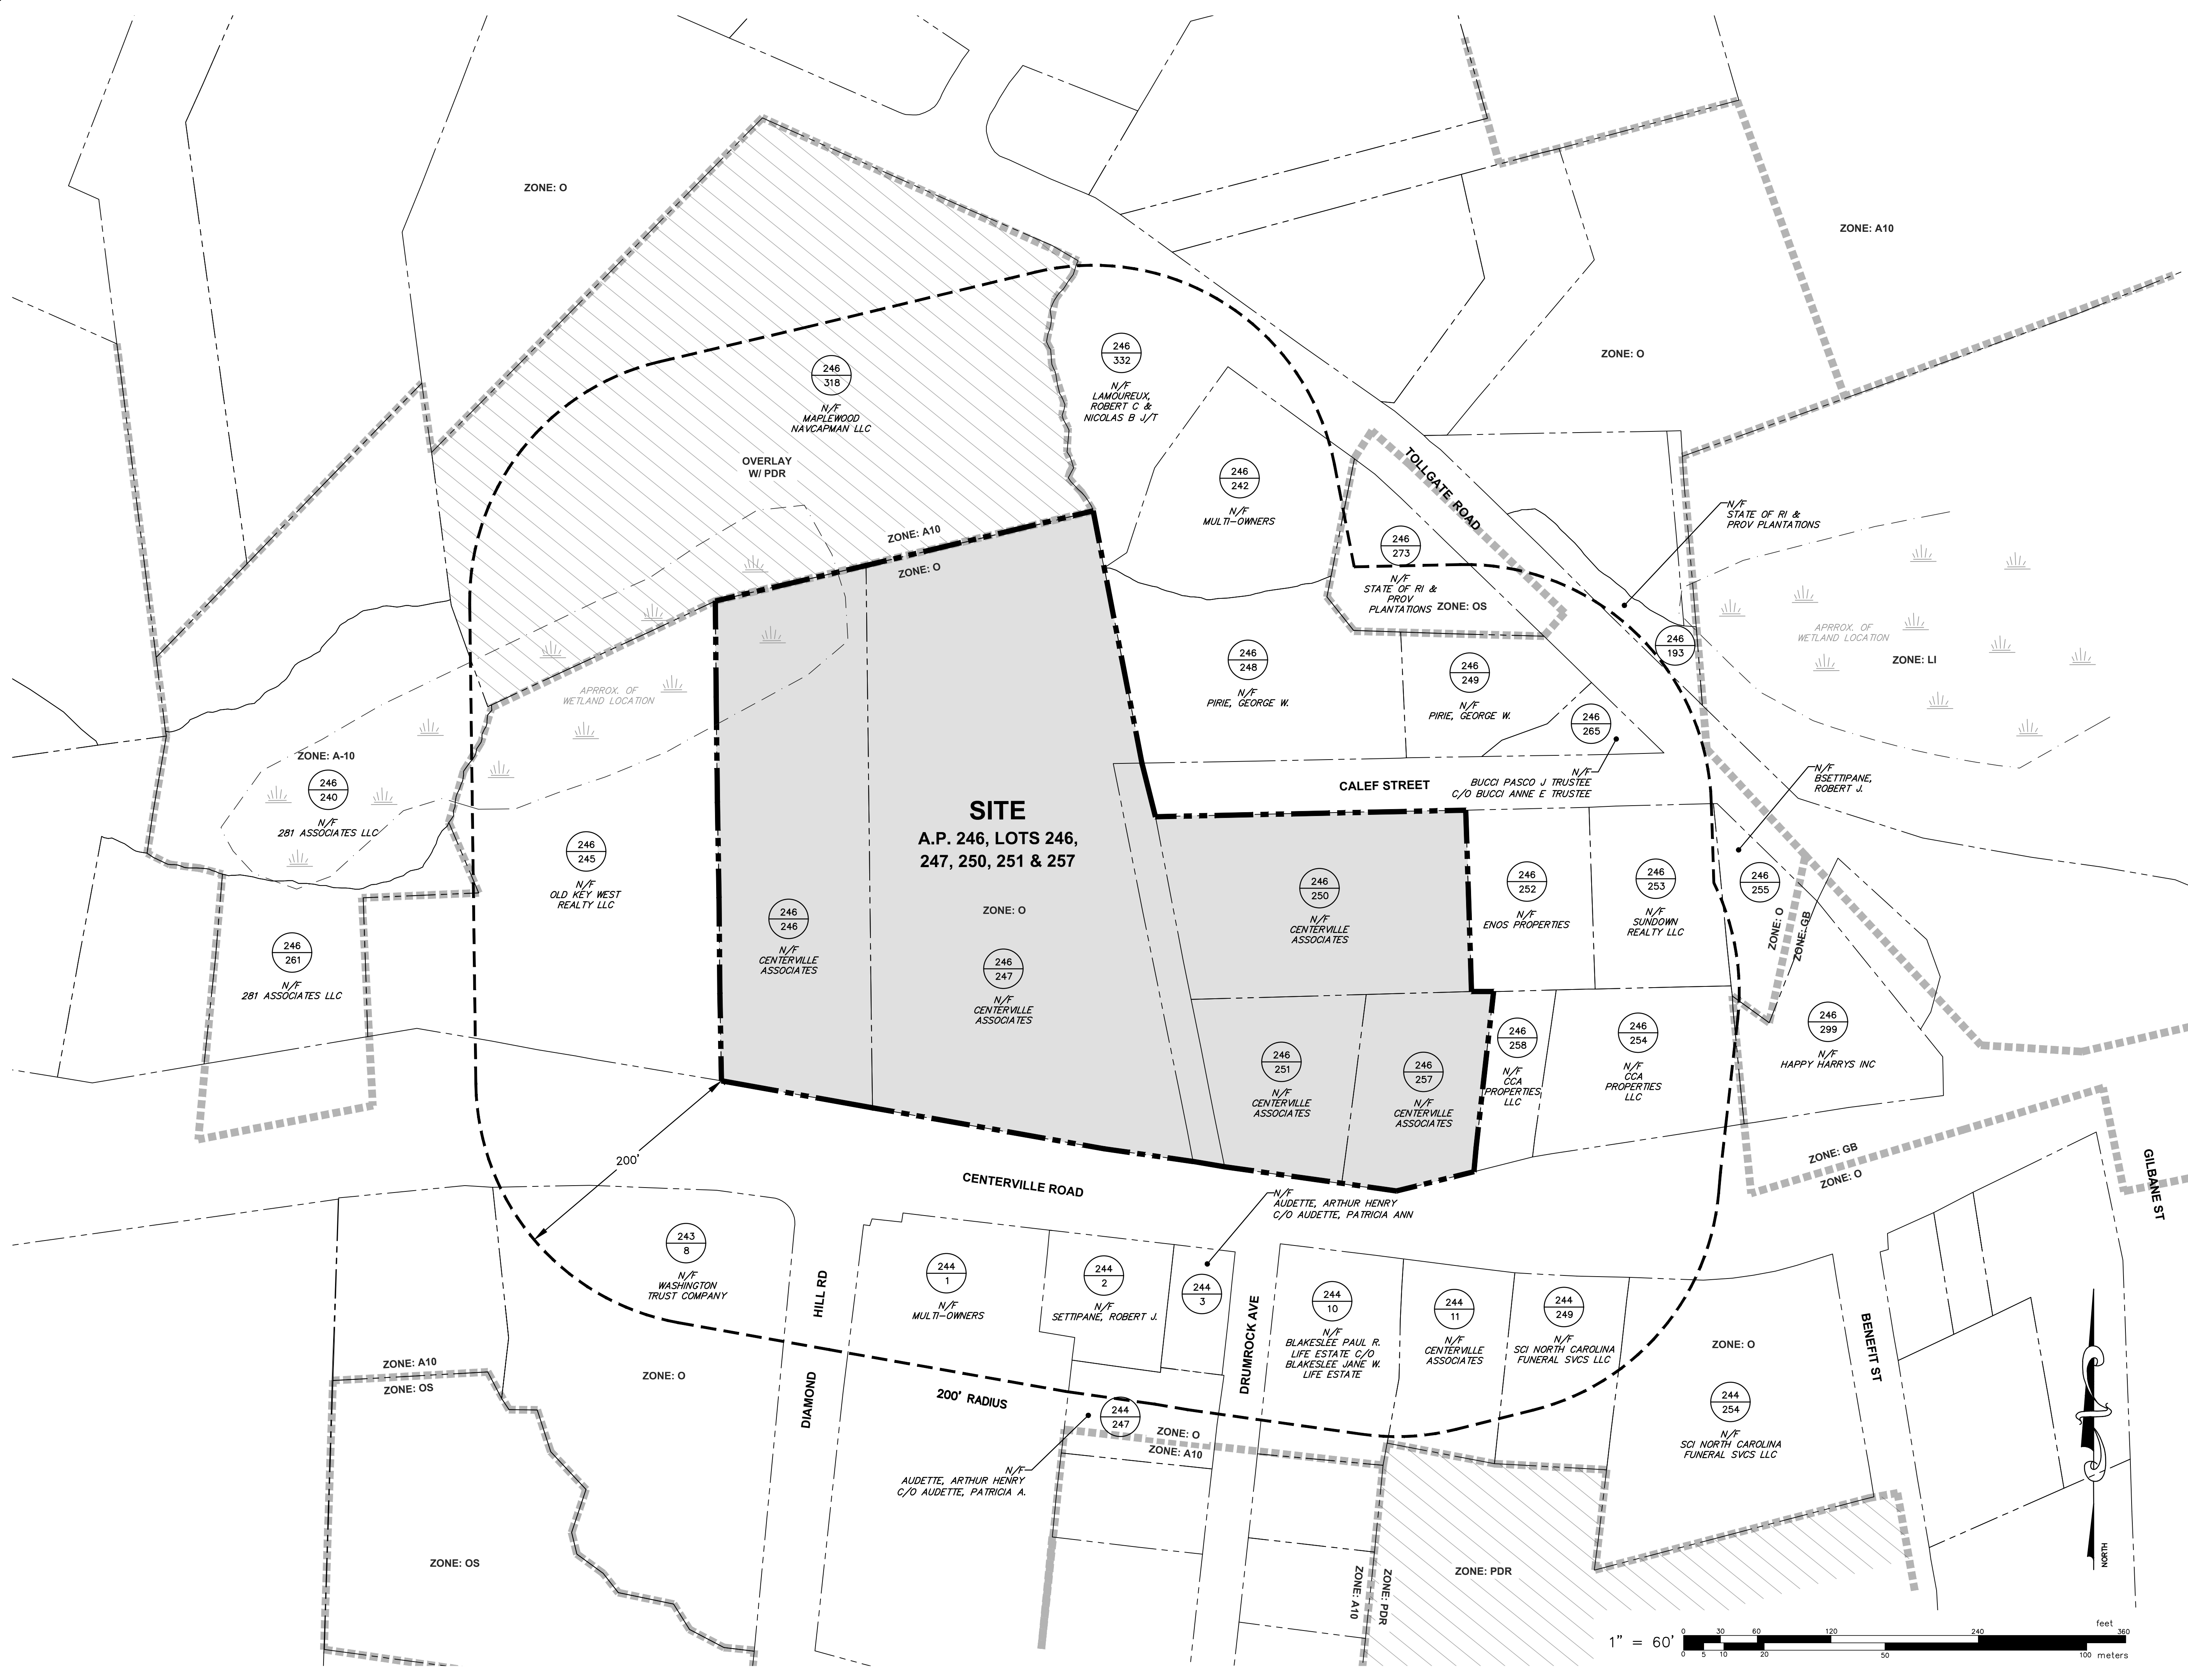 ZONE: O
ZONE: A10
ZONE: O
246
318
N/F
MAPLEWOOD
NAVCAPMAN LLC
OVERLAY
W/ PDR
246
332
N/F
LAMOUREUX,
ROBERT C &
NICOLAS B J/T
246
242
N/F
MULTI-OWNERS
TOLLGATE ROAD
N/F
STATE OF RI &
PROV PLANTATIONS
246
273
N/F
STATE OF RI &
PROV
PLANTATIONS
ZONE: OS
ZONE: A10
ZONE: O
246
193
APRROX. OF
WETLAND LOCATION
ZONE: LI
246
248
N/F
PIRIE, GEORGE W.
246
249
N/F
PIRIE, GEORGE W.
246
265
APRROX. OF
WETLAND LOCATION
ZONE: A-10
246
240
N/F
281 ASSOCIATES LLC
CALEF STREET
N/F
BUCCI PASCO J TRUSTEE
C/O BUCCI ANNE E TRUSTEE
N/F
BSETTIPANE,
ROBERT J.
SITE
A.P. 246, LOTS 246,
247, 250, 251 & 257
ZONE: O
246
245
N/F
OLD KEY WEST
REALTY LLC
246
246
N/F
CENTERVILLE
ASSOCIATES
246
247
N/F
CENTERVILLE
ASSOCIATES
246
250
N/F
CENTERVILLE
ASSOCIATES
246
252
N/F
ENOS PROPERTIES
246
253
N/F
SUNDOWN
REALTY LLC
246
255
ZONE: O
ZONE: GB
246
261
N/F
281 ASSOCIATES LLC
246
251
N/F
CENTERVILLE
ASSOCIATES
246
257
N/F
CENTERVILLE
ASSOCIATES
246
258
N/F
CCA
PROPERTIES
LLC
246
254
N/F
CCA
PROPERTIES
LLC
246
299
N/F
HAPPY HARRYS INC
200'
CENTERVILLE ROAD
ZONE: GB
ZONE: O
GILBANE ST
N/F
AUDETTE, ARTHUR HENRY
C/O AUDETTE, PATRICIA ANN
243
8
N/F
WASHINGTON
TRUST COMPANY
HILL RD
DIAMOND
244
1
N/F
MULTI-OWNERS
244
2
N/F
SETTIPANE, ROBERT J.
244
3
DRUMROCK AVE
244
10
N/F
BLAKESLEE PAUL R.
LIFE ESTATE C/O
BLAKESLEE JANE W.
LIFE ESTATE
244
11
N/F
CENTERVILLE
ASSOCIATES
244
249
N/F
SCI NORTH CAROLINA
FUNERAL SVCS LLC
ZONE: O
BENEFIT ST
ZONE: A10
ZONE: OS
ZONE: O
200' RADIUS
244
247
244
254
N/F
SCI NORTH CAROLINA
FUNERAL SVCS LLC
ZONE: O
ZONE: A10
N/F
AUDETTE, ARTHUR HENRY
C/O AUDETTE, PATRICIA A.
ZONE: OS
ZONE: A10
ZONE: PDR
ZONE: PDR
NORTH
feet
0 30 60 120 240 360
1" = 60'
0 5 10 20 50 100 meters